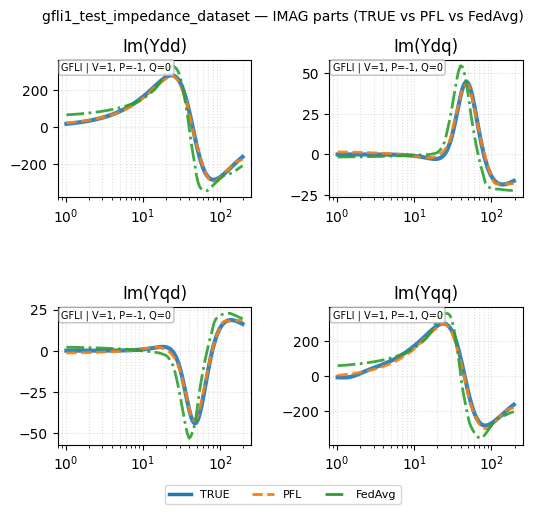 gfli1_test_impedance_dataset — IMAG parts (TRUE vs PFL vs FedAvg)
Im(Ydd)
GFLI | V=1, P=-1, Q=0
200
0
−200
10⁰ 10¹ 10²
Im(Ydq)
GFLI | V=1, P=-1, Q=0
50
25
0
−25
10⁰ 10¹ 10²
Im(Yqd)
GFLI | V=1, P=-1, Q=0
25
0
−25
−50
10⁰ 10¹ 10²
Im(Yqq)
GFLI | V=1, P=-1, Q=0
200
0
−200
10⁰ 10¹ 10²
TRUE PFL FedAvg